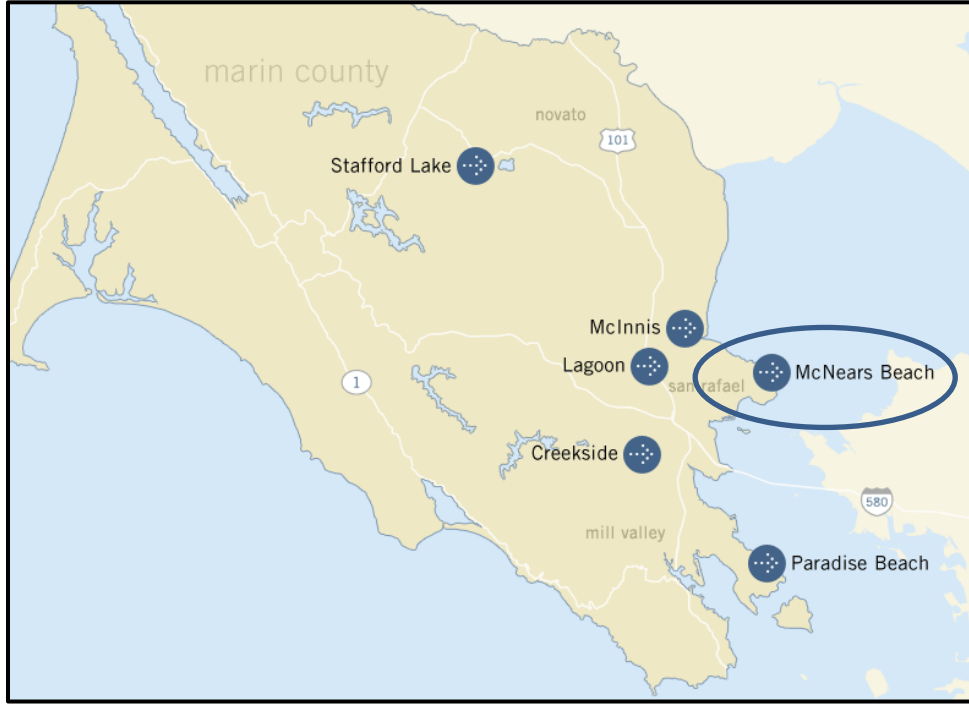 marin county
novato
101
Stafford Lake
McInnis
Lagoon
san rafael
McNears Beach
1
Creekside
580
mill valley
Paradise Beach